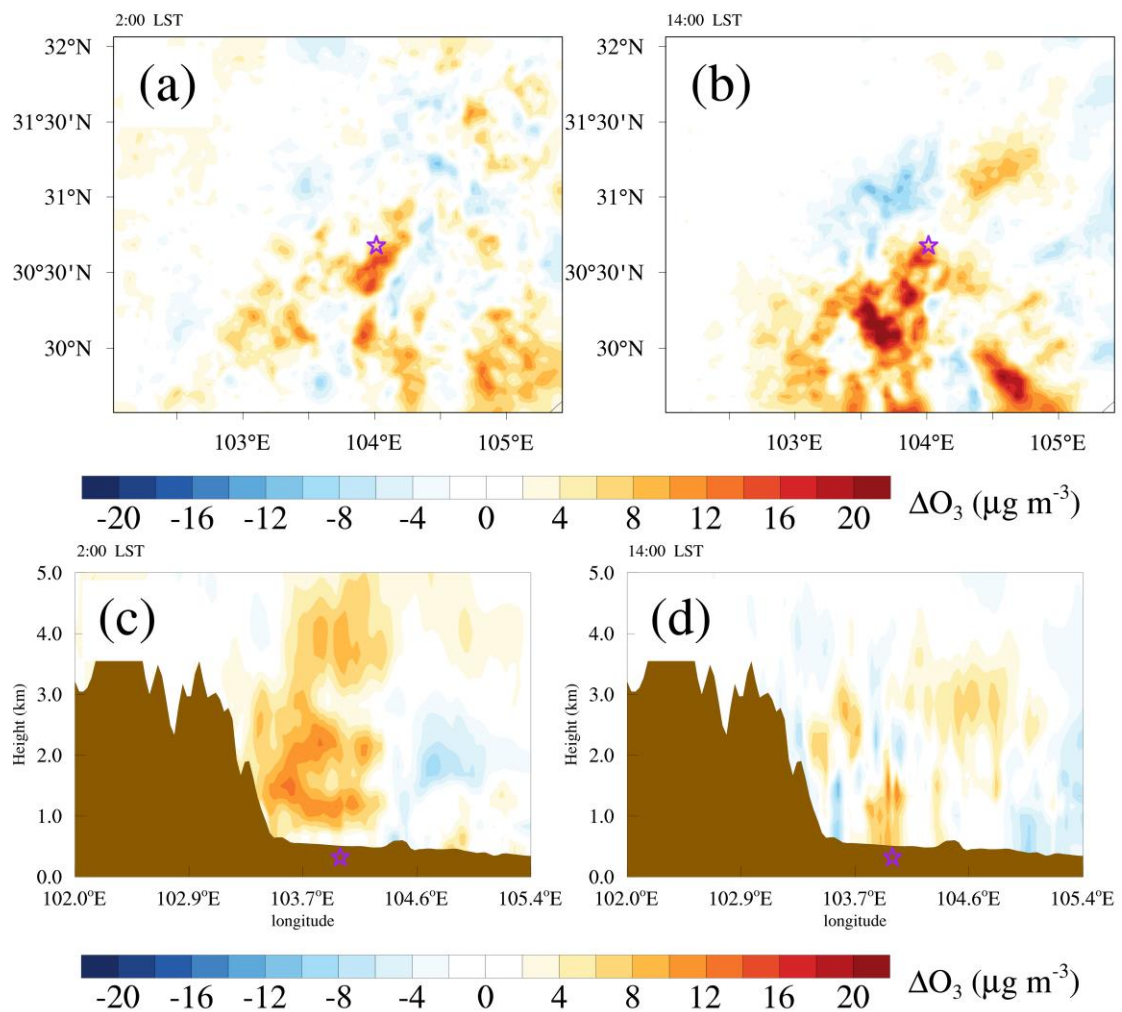 2:00 LST 14:00 LST
32°N 32°N
(a) (b)
31°30'N 31°30'N
31°N 31°N
30°30'N 30°30'N
30°N 30°N
103°E 104°E 105°E 103°E 104°E 105°E
-20 -16 -12 -8 -4 0 4 8 12 16 20 ΔO₃ (μg m⁻³)
2:00 LST 14:00 LST
5.0 5.0
(c) (d)
4.0 4.0
3.0 3.0
Height (km) Height (km)
2.0 2.0
1.0 1.0
0.0 0.0
102.0°E 102.9°E 103.7°E 104.6°E 105.4°E 102.0°E 102.9°E 103.7°E 104.6°E 105.4°E
longitude longitude
-20 -16 -12 -8 -4 0 4 8 12 16 20 ΔO₃ (μg m⁻³)